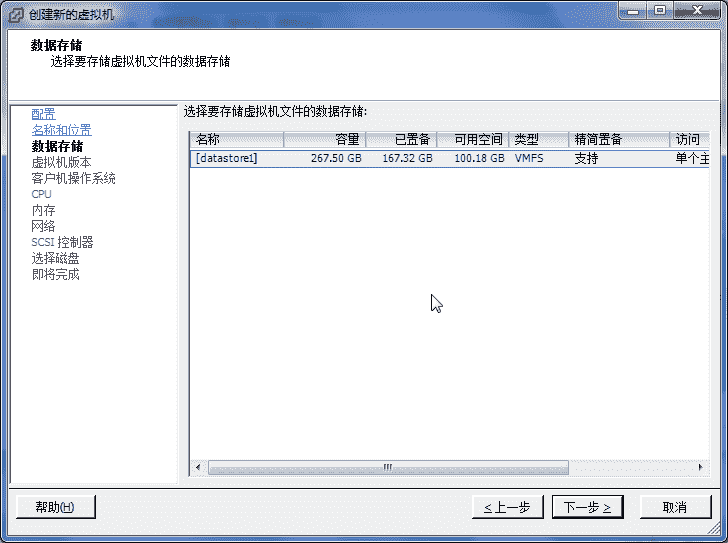 创建新的虚拟机
数据存储
选择要存储虚拟机文件的数据存储
配置
名称和位置
数据存储
虚拟机版本
客户机操作系统
CPU
内存
网络
SCSI 控制器
选择磁盘
即将完成
选择要存储虚拟机文件的数据存储:
名称 容量 已置备 可用空间 类型 精简置备 访问
[datastore1] 267.50 GB 167.32 GB 100.18 GB VMFS 支持 单个主
帮助(H) < 上一步 下一步 > 取消